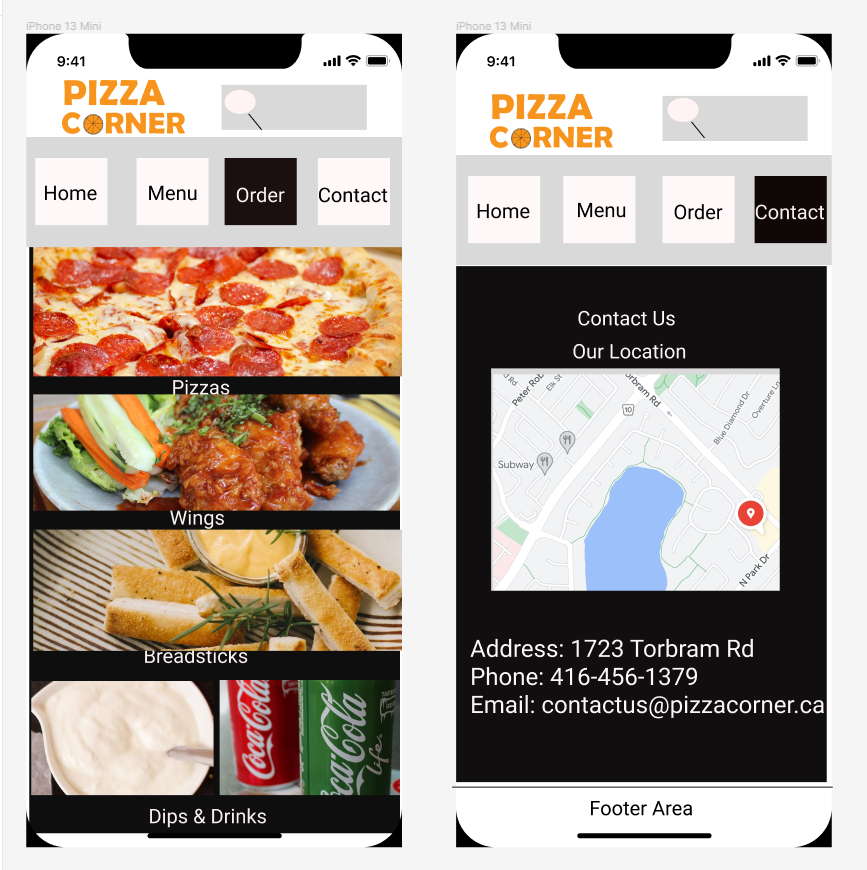 iPhone 13 Mini
9:41
PIZZA
CORNER
Home
Menu
Order
Contact
Pizzas
Wings
Breadsticks
Coca-Cola
Coca-Cola
life
Dips & Drinks
iPhone 13 Mini
9:41
PIZZA
CORNER
Home
Menu
Order
Contact
Contact Us
Our Location
Rd
Peter Rob
Elk St
Torbram Rd
10
Blue Diamond Dr
Overture Ln
Subway
N Park Dr
Address: 1723 Torbram Rd
Phone: 416-456-1379
Email: contactus@pizzacorner.ca
Footer Area